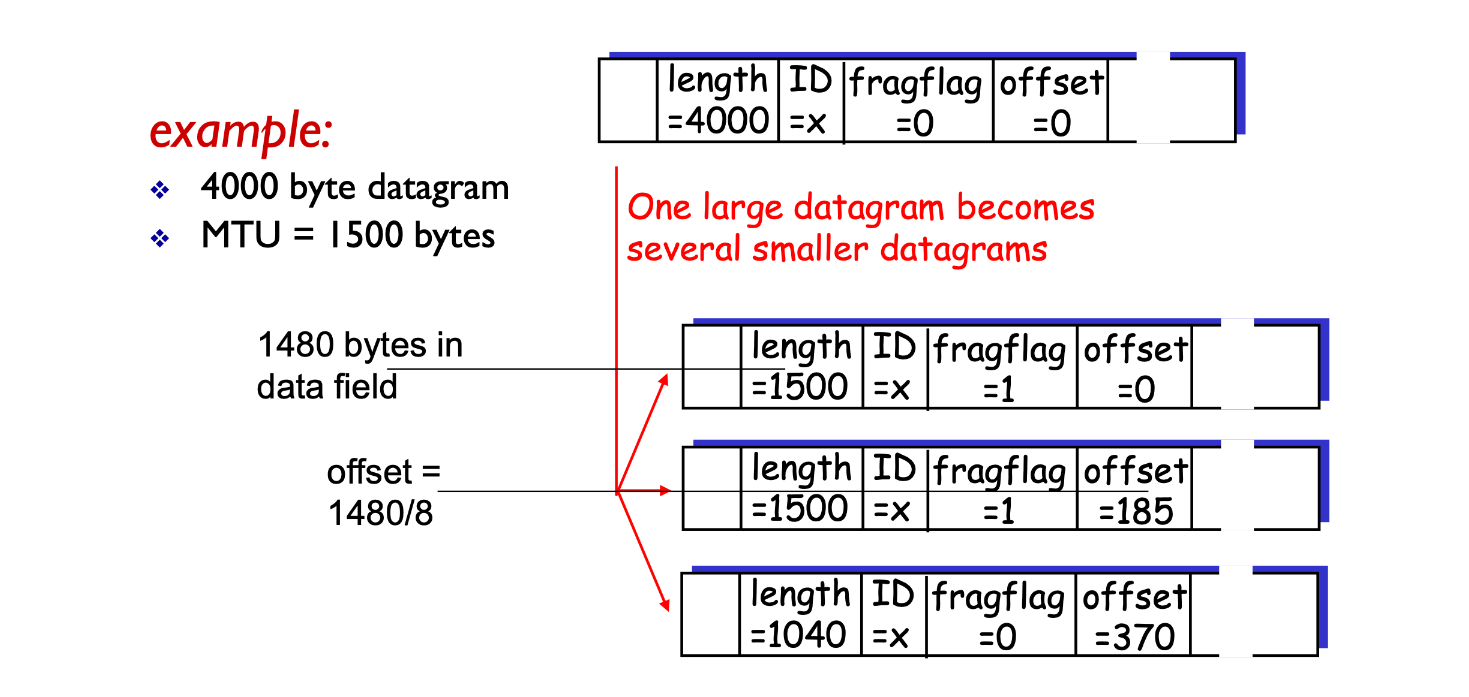 length ID fragflag offset
=4000 =x =0 =0
example:
4000 byte datagram
MTU = 1500 bytes
One large datagram becomes
several smaller datagrams
1480 bytes in
data field
length ID fragflag offset
=1500 =x =1 =0
offset =
1480/8
length ID fragflag offset
=1500 =x =1 =185
length ID fragflag offset
=1040 =x =0 =370